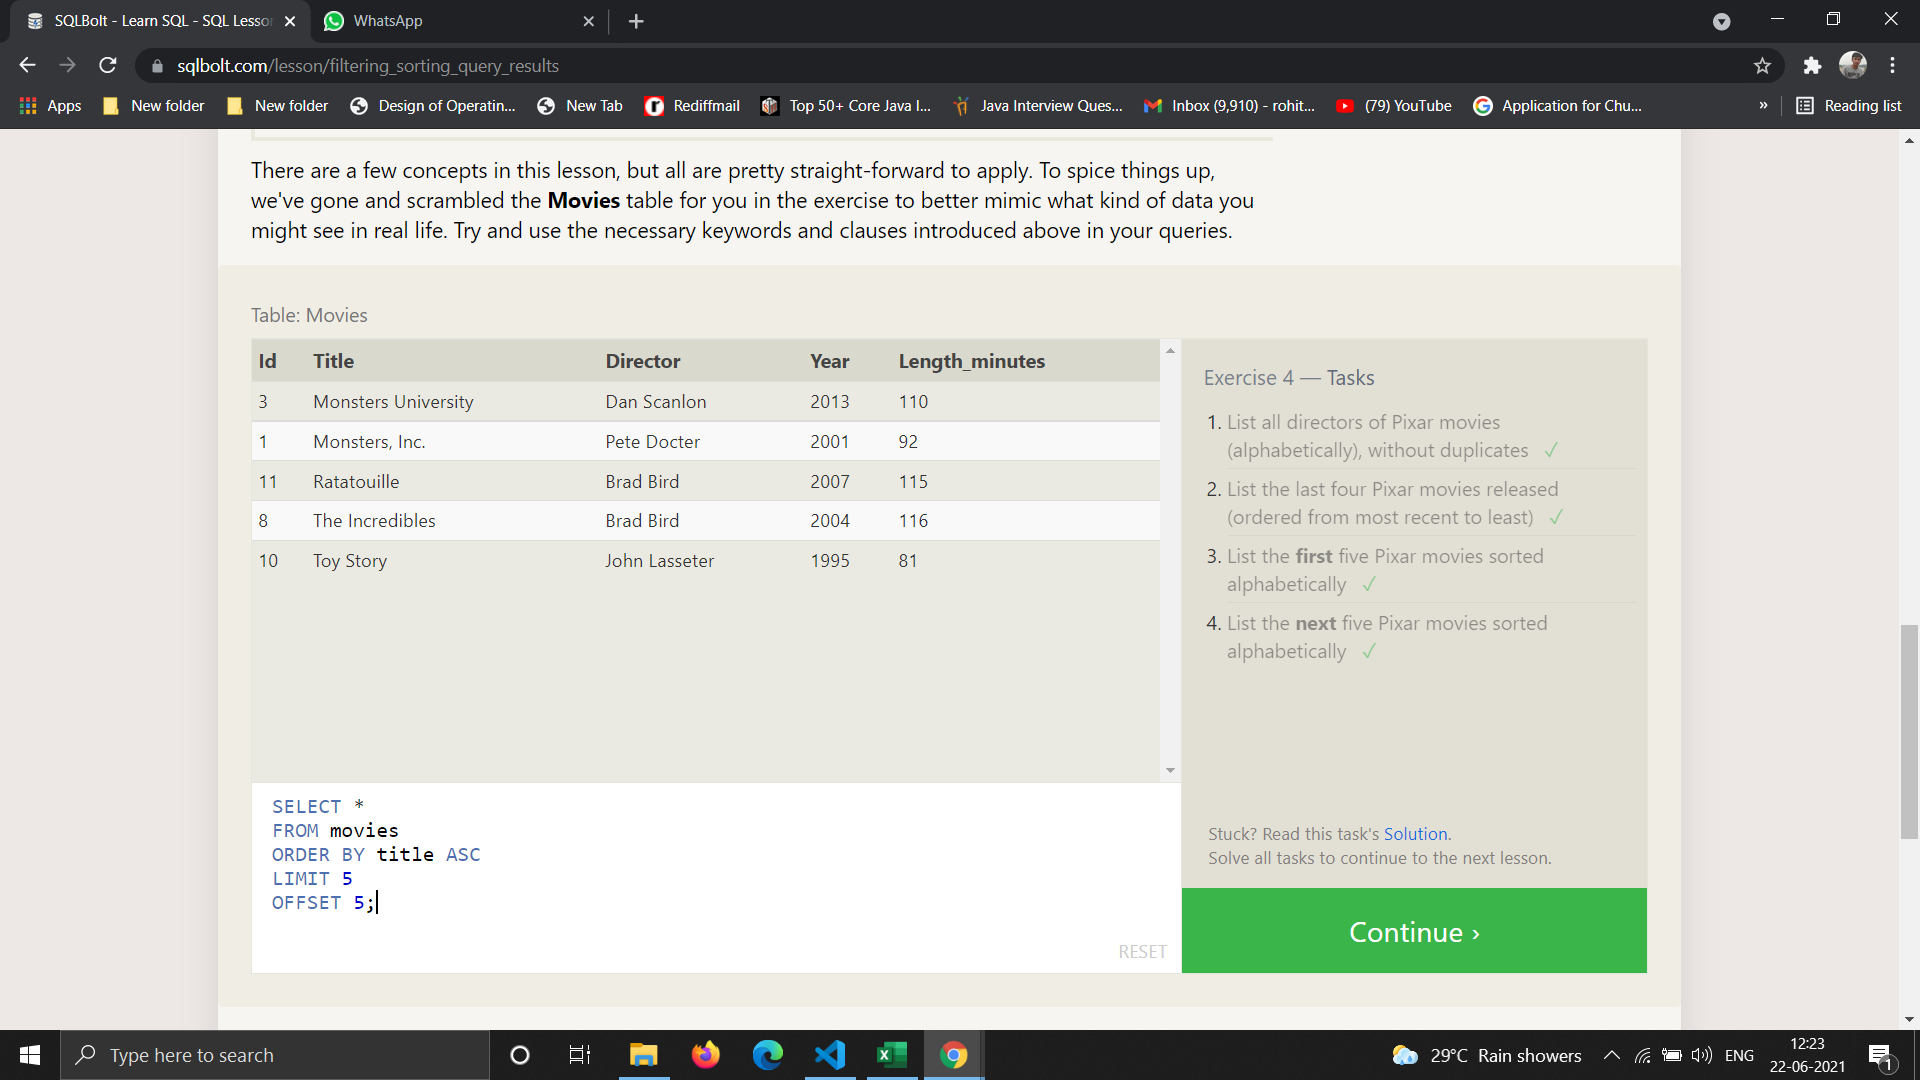 SQLBolt - Learn SQL - SQL Lesso
WhatsApp
sqlbolt.com/lesson/filtering_sorting_query_results
Apps New folder New folder Design of Operatin... New Tab Rediffmail Top 50+ Core Java I... Java Interview Ques... Inbox (9,910) - rohit... (79) YouTube Application for Chu... » Reading list
There are a few concepts in this lesson, but all are pretty straight-forward to apply. To spice things up,
we've gone and scrambled the Movies table for you in the exercise to better mimic what kind of data you
might see in real life. Try and use the necessary keywords and clauses introduced above in your queries.
Table: Movies
Id Title Director Year Length_minutes
3 Monsters University Dan Scanlon 2013 110
1 Monsters, Inc. Pete Docter 2001 92
11 Ratatouille Brad Bird 2007 115
8 The Incredibles Brad Bird 2004 116
10 Toy Story John Lasseter 1995 81
Exercise 4 — Tasks
1. List all directors of Pixar movies
(alphabetically), without duplicates ✓
2. List the last four Pixar movies released
(ordered from most recent to least) ✓
3. List the first five Pixar movies sorted
alphabetically ✓
4. List the next five Pixar movies sorted
alphabetically ✓
Stuck? Read this task's Solution.
Solve all tasks to continue to the next lesson.
Continue ›
SELECT *
FROM movies
ORDER BY title ASC
LIMIT 5
OFFSET 5;
RESET
Type here to search
29°C Rain showers
ENG
12:23
22-06-2021
1